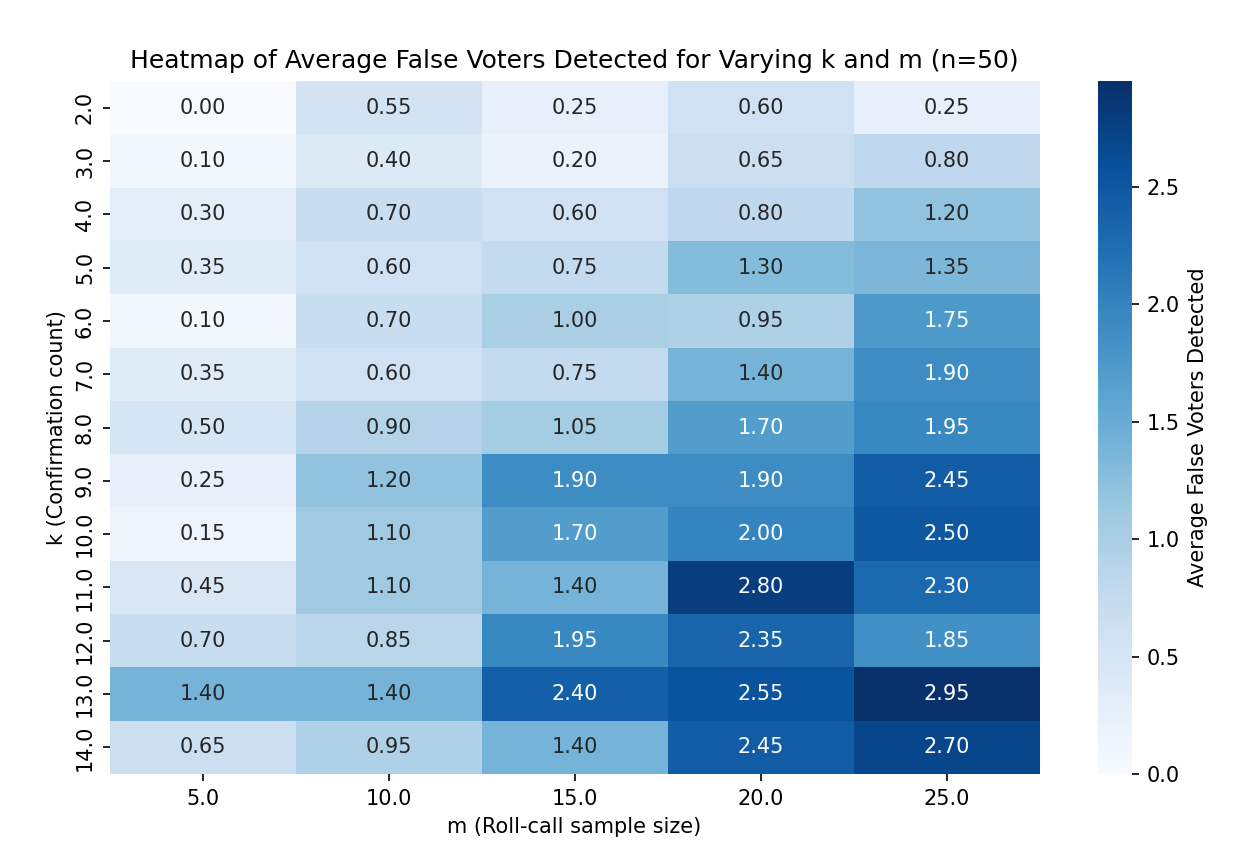 Heatmap of Average False Voters Detected for Varying k and m (n=50)
k (Confirmation count)
2.0 0.00 0.55 0.25 0.60 0.25
3.0 0.10 0.40 0.20 0.65 0.80
4.0 0.30 0.70 0.60 0.80 1.20
5.0 0.35 0.60 0.75 1.30 1.35
6.0 0.10 0.70 1.00 0.95 1.75
7.0 0.35 0.60 0.75 1.40 1.90
8.0 0.50 0.90 1.05 1.70 1.95
9.0 0.25 1.20 1.90 1.90 2.45
10.0 0.15 1.10 1.70 2.00 2.50
11.0 0.45 1.10 1.40 2.80 2.30
12.0 0.70 0.85 1.95 2.35 1.85
13.0 1.40 1.40 2.40 2.55 2.95
14.0 0.65 0.95 1.40 2.45 2.70
5.0 10.0 15.0 20.0 25.0
m (Roll-call sample size)
2.5
2.0
1.5
1.0
0.5
0.0
Average False Voters Detected